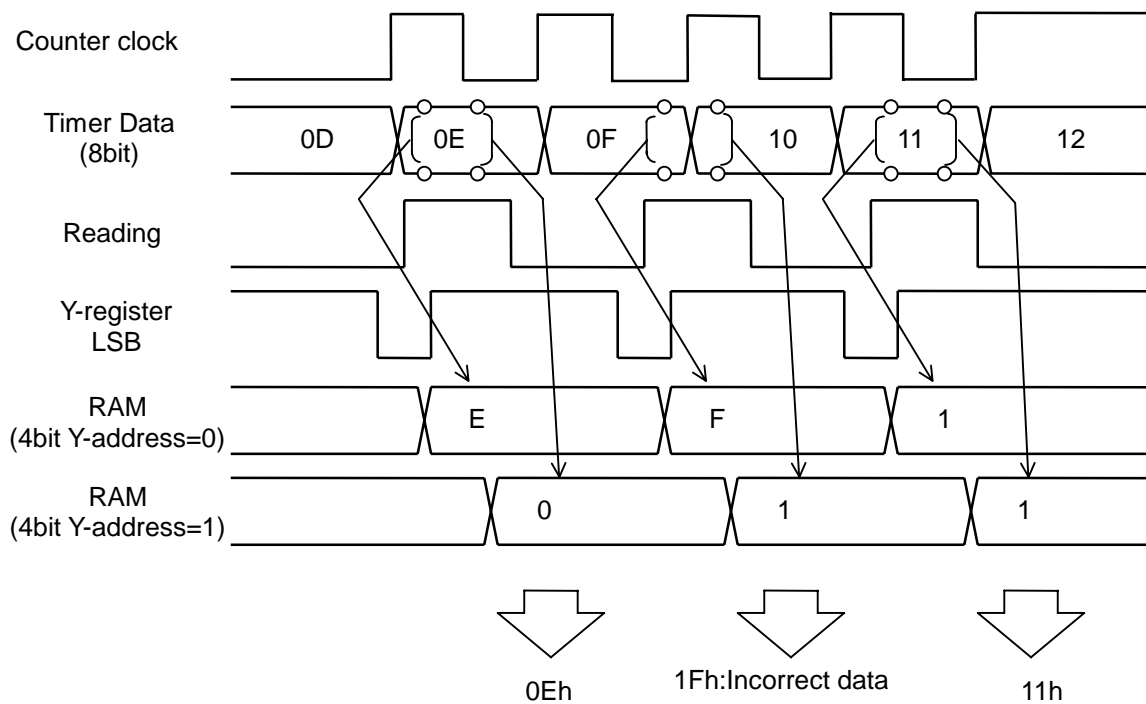 Counter clock
Timer Data
(8bit)
0D
0E
0F
10
11
12
Reading
Y-register
LSB
RAM
(4bit Y-address=0)
E
F
1
RAM
(4bit Y-address=1)
0
1
1
0Eh
1Fh:Incorrect data
11h